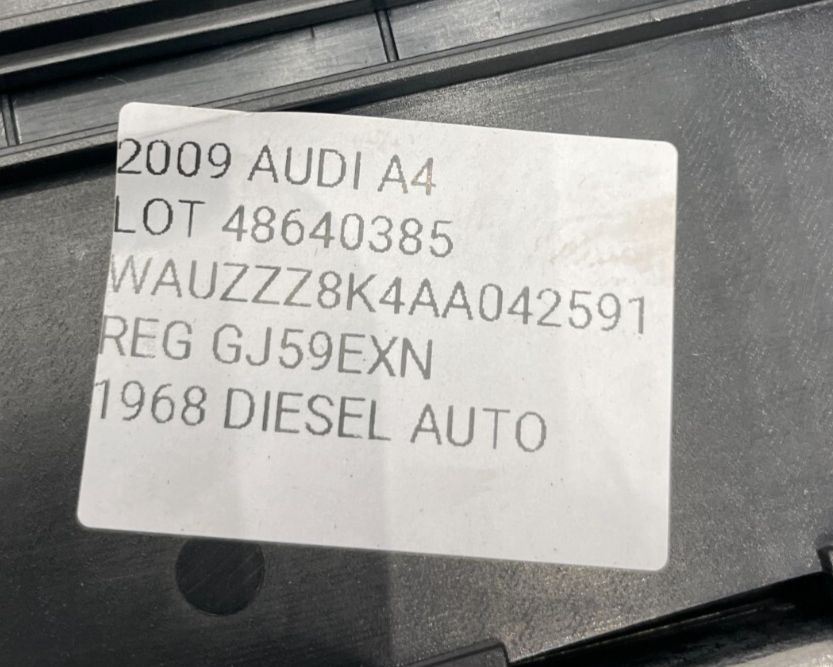 2009 AUDI A4
LOT 48640385
WAUZZZ8K4AA042591
REG GJ59EXN
1968 DIESEL AUTO